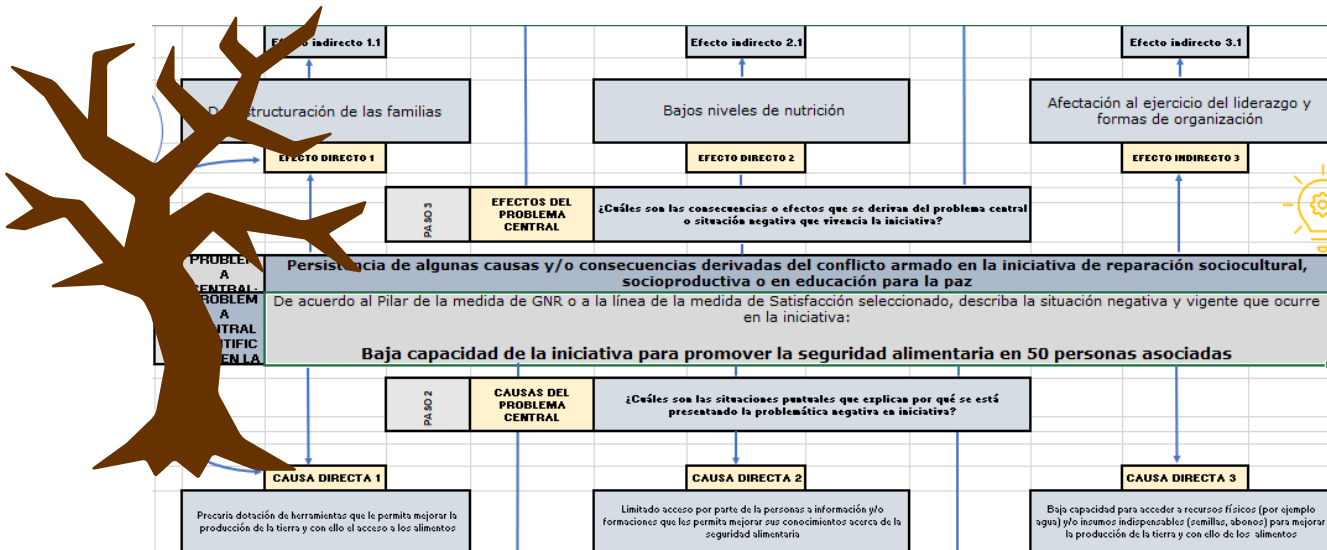 indirecto 1.1
Efecto indirecto 2.1
Efecto indirecto 3.1
structuración de las familias
Bajos niveles de nutrición
Afectación al ejercicio del liderazgo y
formas de organización
EFECTO DIRECTO 1
EFECTO DIRECTO 2
EFECTO INDIRECTO 3
PASO 3
EFECTOS DEL
PROBLEMA
CENTRAL
¿Cuáles son las consecuencias o efectos que se derivan del problema central
o situación negativa que vivencia la iniciativa?
A
Persistencia de algunas causas y/o consecuencias derivadas del conflicto armado en la iniciativa de reparación sociocultural,
socioproductiva o en educación para la paz
A
EN LA
De acuerdo al Pilar de la medida de GNR o a la línea de la medida de Satisfacción seleccionado, describa la situación negativa y vigente que ocurre
en la iniciativa:
Baja capacidad de la iniciativa para promover la seguridad alimentaria en 50 personas asociadas
PASO 2
CAUSAS DEL
PROBLEMA
CENTRAL
¿Cuáles son las situaciones puntuales que explican por qué se está
presentando la problemática negativa en iniciativa?
CAUSA DIRECTA 1
CAUSA DIRECTA 2
CAUSA DIRECTA 3
Precaria dotación de herramientas que le permita mejorar la
producción de la tierra y con ello el acceso a los alimentos
Limitado acceso por parte de la personas a información y/o
formaciones que les permita mejorar sus conocimientos acerca de la
seguridad alimentaria
Baja capacidad para acceder a recursos físicos (por ejemplo
agua) y/o insumos indispensables (semillas, abonos) para mejorar
la producción de la tierra y con ello de los alimentos